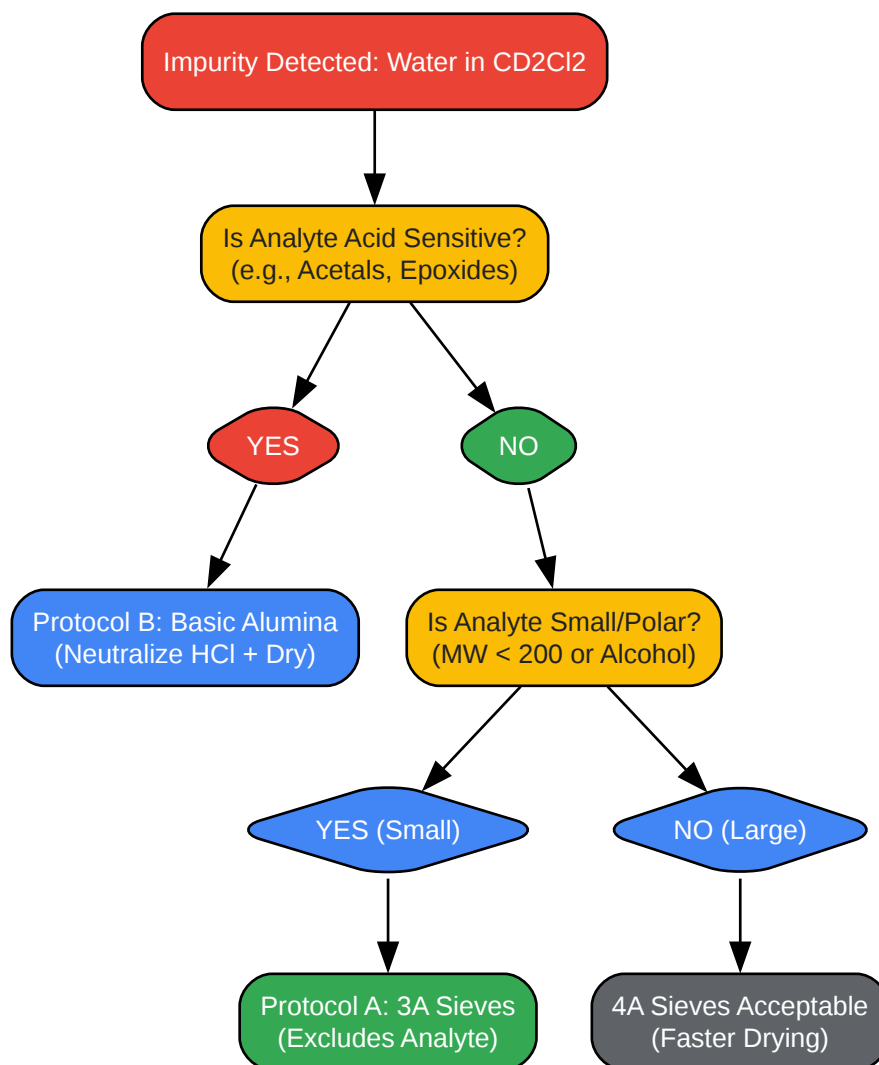 Impurity Detected: Water in CD2Cl2
Is Analyte Acid Sensitive?
(e.g., Acetals, Epoxides)
YES
NO
Protocol B: Basic Alumina
(Neutralize HCl + Dry)
Is Analyte Small/Polar?
(MW < 200 or Alcohol)
YES (Small)
NO (Large)
Protocol A: 3A Sieves
(Excludes Analyte)
4A Sieves Acceptable
(Faster Drying)